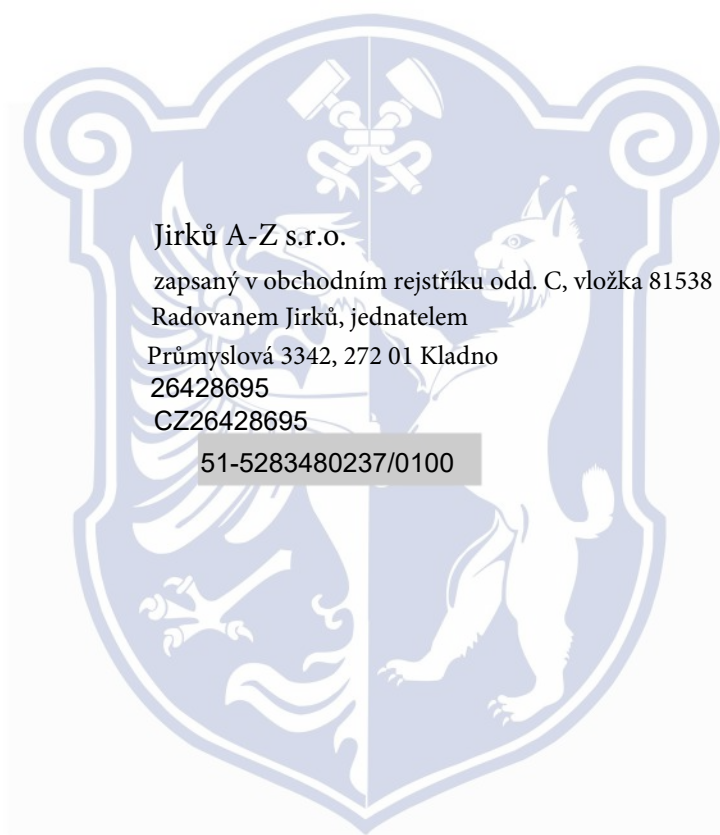 Jirků A-Z s.r.o.
zapsaný v obchodním rejstříku odd. C, vložka 81538
Radovanem Jirků, jednatelem
Průmyslová 3342, 272 01 Kladno
26428695
CZ26428695
51-5283480237/0100